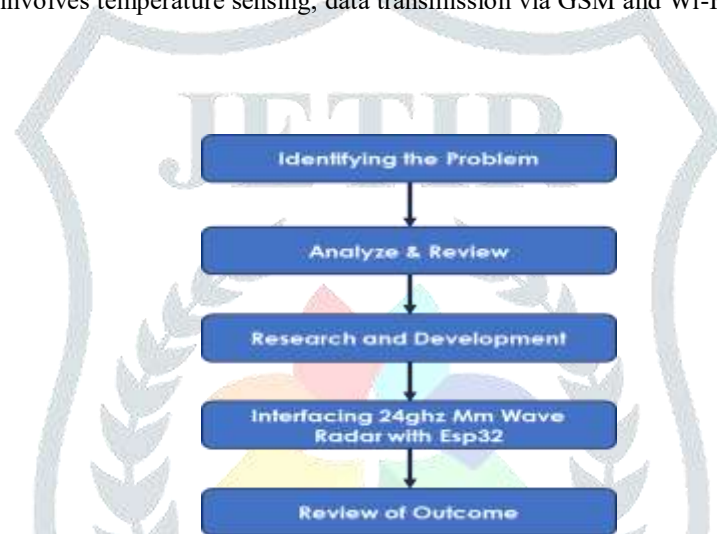 involves temperature sensing, data transmission via GSM and
JETIR
Identifying the Problem
Analyze & Review
Research and Development
Interfacing 24ghz Mm Wave
Radar with Esp32
Review of Outcome